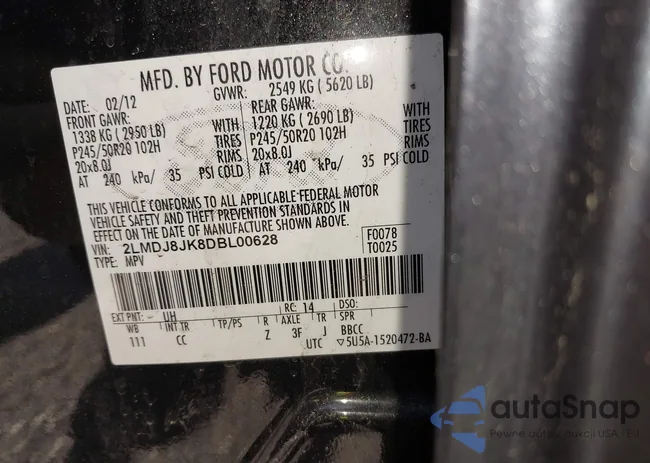 MFD. BY FORD MOTOR CO.
DATE: 02/12 GVWR: 2549 KG ( 5620 LB)
FRONT GAWR: REAR GAWR:
1338 KG ( 2950 LB) WITH 1220 KG ( 2690 LB) WITH
P245/50R20 102H TIRES P245/50R20 102H TIRES
20x8.0J RIMS 20x8.0J RIMS
AT 240 kPa/ 35 PSI COLD AT 240 kPa/ 35 PSI COLD
THIS VEHICLE CONFORMS TO ALL APPLICABLE FEDERAL MOTOR
VEHICLE SAFETY AND THEFT PREVENTION STANDARDS IN
EFFECT ON THE DATE OF MANUFACTURE SHOWN ABOVE.
VIN: 2LMDJ8JK8DBL00628 F0078
TYPE: MPV T0025
EXT PNT: UH RC: 14 DSO:
WB INT TR TP/PS R AXLE TR SPR
111 CC Z 3F J BBCC
UTC ▽5U5A-1520472-BA
autoSnap
Pewne auto z aukcji USA i EU